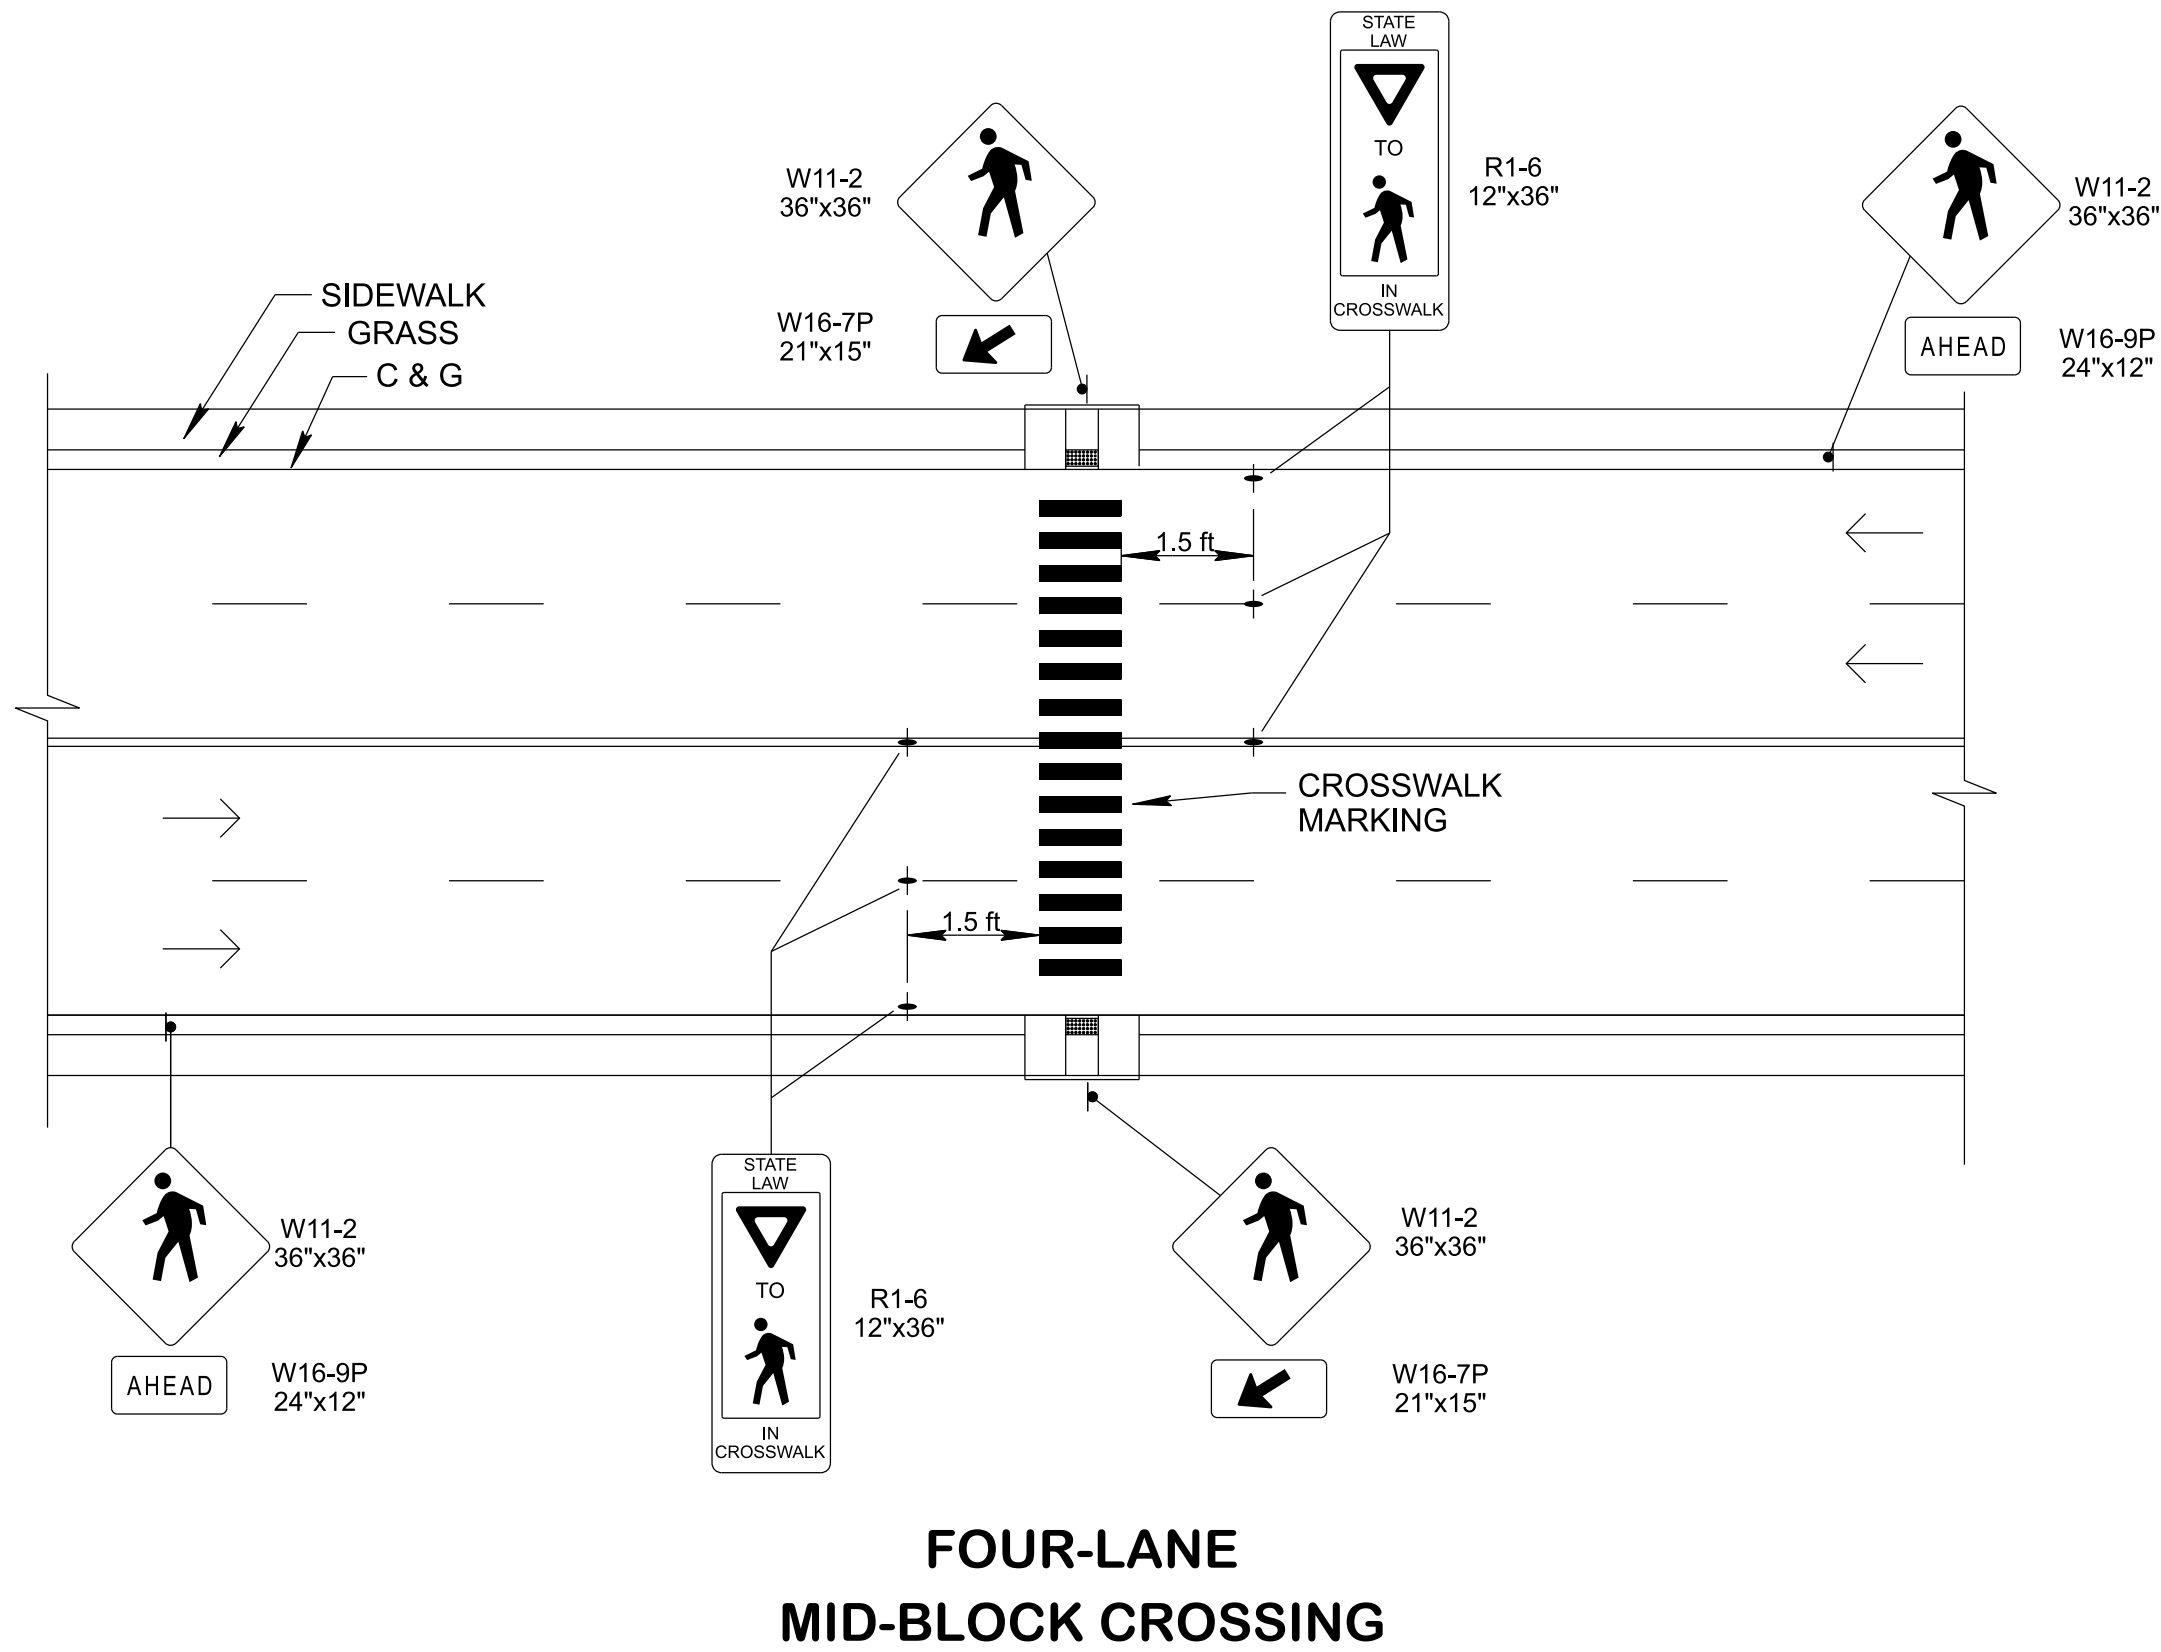 STATE
LAW
TO
IN
CROSSWALK
R1-6
12"x36"
W11-2
36"x36"
W16-7P
21"x15"
W11-2
36"x36"
AHEAD
W16-9P
24"x12"
SIDEWALK
GRASS
C & G
1.5 ft
CROSSWALK
MARKING
1.5 ft
W11-2
36"x36"
AHEAD
W16-9P
24"x12"
STATE
LAW
TO
IN
CROSSWALK
R1-6
12"x36"
W11-2
36"x36"
W16-7P
21"x15"
FOUR-LANE
MID-BLOCK CROSSING